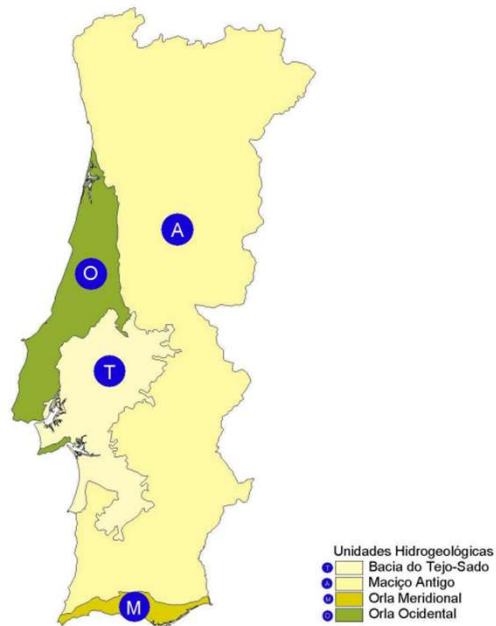 A
O
T
M
Unidades Hidrogeológicas
T Bacia do Tejo-Sado
A Maciço Antigo
M Orla Meridional
O Orla Ocidental